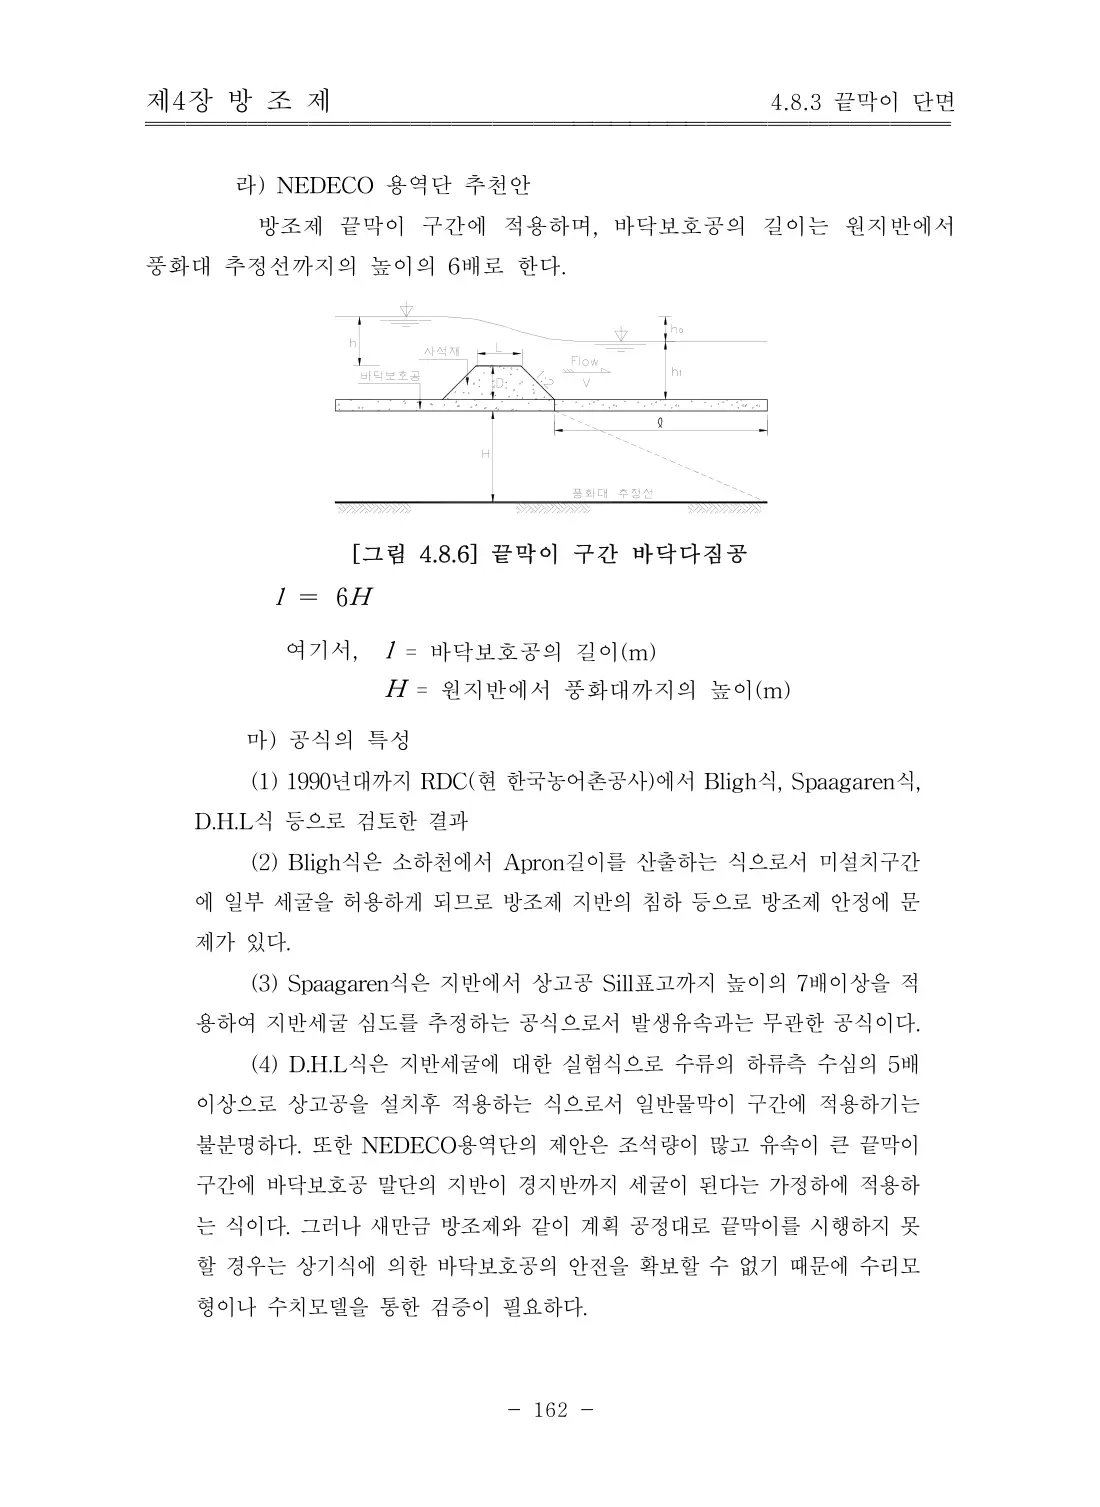 제4장 방 조 제 4.8.3 끝막이 단면
라) NEDECO 용역단 추천안
방조제 끝막이 구간에 적용하며, 바닥보호공의 길이는 원지반에서
풍화대 추정선까지의 높이의 6배로 한다.
h
사석재
L
바닥보호공
D
1:2
Flow
V
ho
h1
ℓ
H
풍화대 추정선
[그림 4.8.6] 끝막이 구간 바닥다짐공
l = 6H
여기서, l = 바닥보호공의 길이(m)
H = 원지반에서 풍화대까지의 높이(m)
마) 공식의 특성
(1) 1990년대까지 RDC(현 한국농어촌공사)에서 Bligh식, Spaagaren식,
D.H.L식 등으로 검토한 결과
(2) Bligh식은 소하천에서 Apron길이를 산출하는 식으로서 미설치구간
에 일부 세굴을 허용하게 되므로 방조제 지반의 침하 등으로 방조제 안정에 문
제가 있다.
(3) Spaagaren식은 지반에서 상고공 Sill표고까지 높이의 7배이상을 적
용하여 지반세굴 심도를 추정하는 공식으로서 발생유속과는 무관한 공식이다.
(4) D.H.L식은 지반세굴에 대한 실험식으로 수류의 하류측 수심의 5배
이상으로 상고공을 설치후 적용하는 식으로서 일반물막이 구간에 적용하기는
불분명하다. 또한 NEDECO용역단의 제안은 조석량이 많고 유속이 큰 끝막이
구간에 바닥보호공 말단의 지반이 경지반까지 세굴이 된다는 가정하에 적용하
는 식이다. 그러나 새만금 방조제와 같이 계획 공정대로 끝막이를 시행하지 못
할 경우는 상기식에 의한 바닥보호공의 안전을 확보할 수 없기 때문에 수리모
형이나 수치모델을 통한 검증이 필요하다.
- 162 -